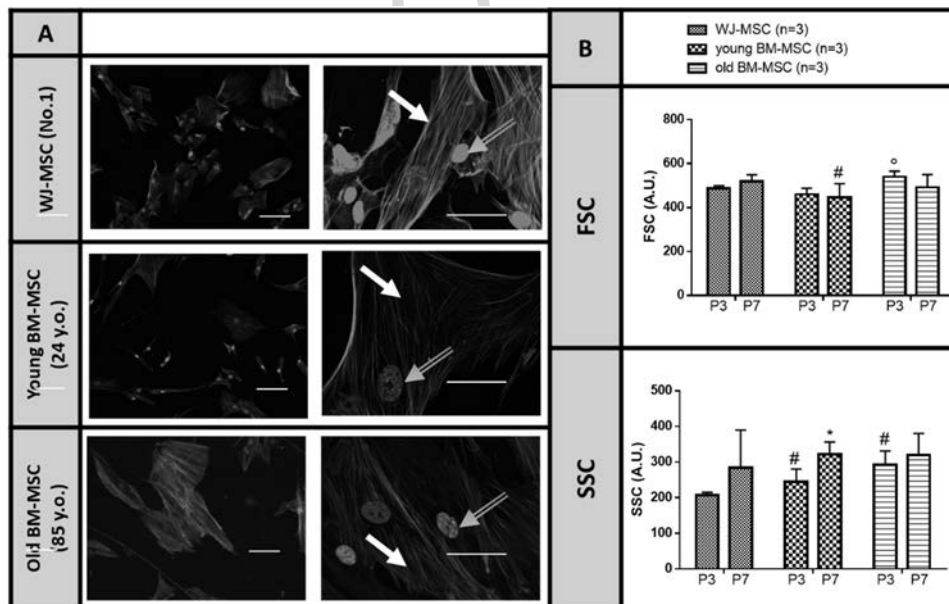 A
WJ-MSC (No.1)
Young BM-MSC
(24 y.o.)
Old BM-MSC
(85 y.o.)
B
WJ-MSC (n=3)
young BM-MSC (n=3)
old BM-MSC (n=3)
FSC
FSC (A.U.)
800
600
400
200
0
#
°
P3 P7 P3 P7 P3 P7
SSC
SSC (A.U.)
500
400
300
200
100
0
# * #
P3 P7 P3 P7 P3 P7